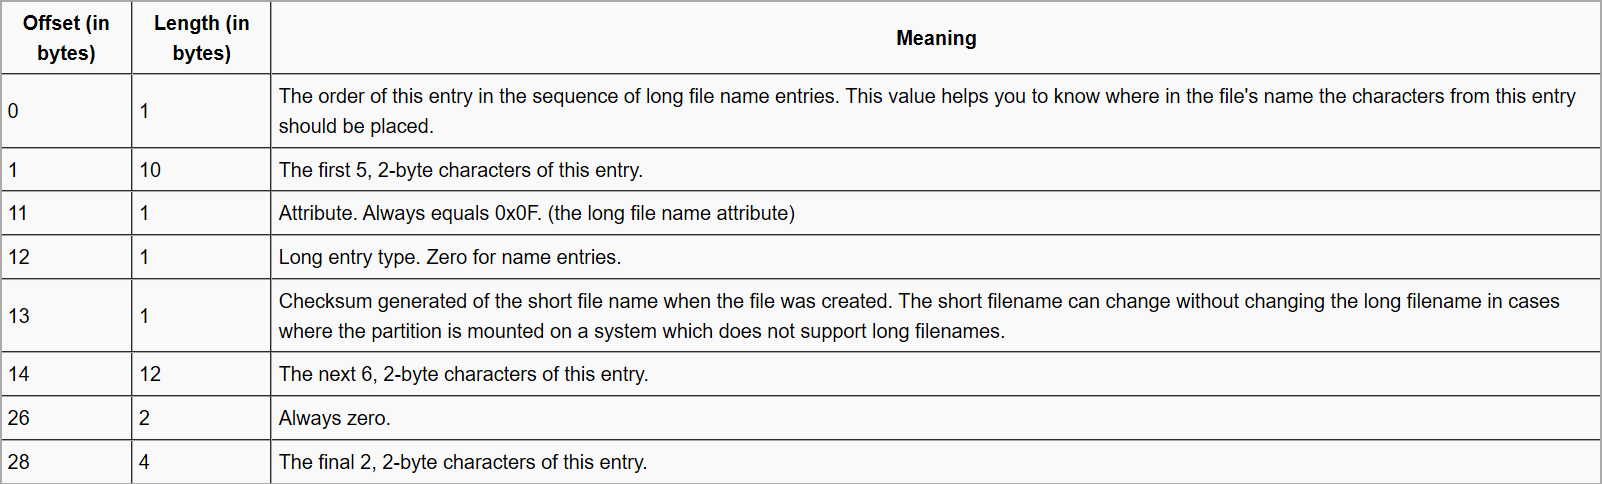 Offset (in bytes) Length (in bytes) Meaning
0 1 The order of this entry in the sequence of long file name entries. This value helps you to know where in the file's name the characters from this entry
should be placed.
1 10 The first 5, 2-byte characters of this entry.
11 1 Attribute. Always equals 0x0F. (the long file name attribute)
12 1 Long entry type. Zero for name entries.
13 1 Checksum generated of the short file name when the file was created. The short filename can change without changing the long filename in cases
where the partition is mounted on a system which does not support long filenames.
14 12 The next 6, 2-byte characters of this entry.
26 2 Always zero.
28 4 The final 2, 2-byte characters of this entry.